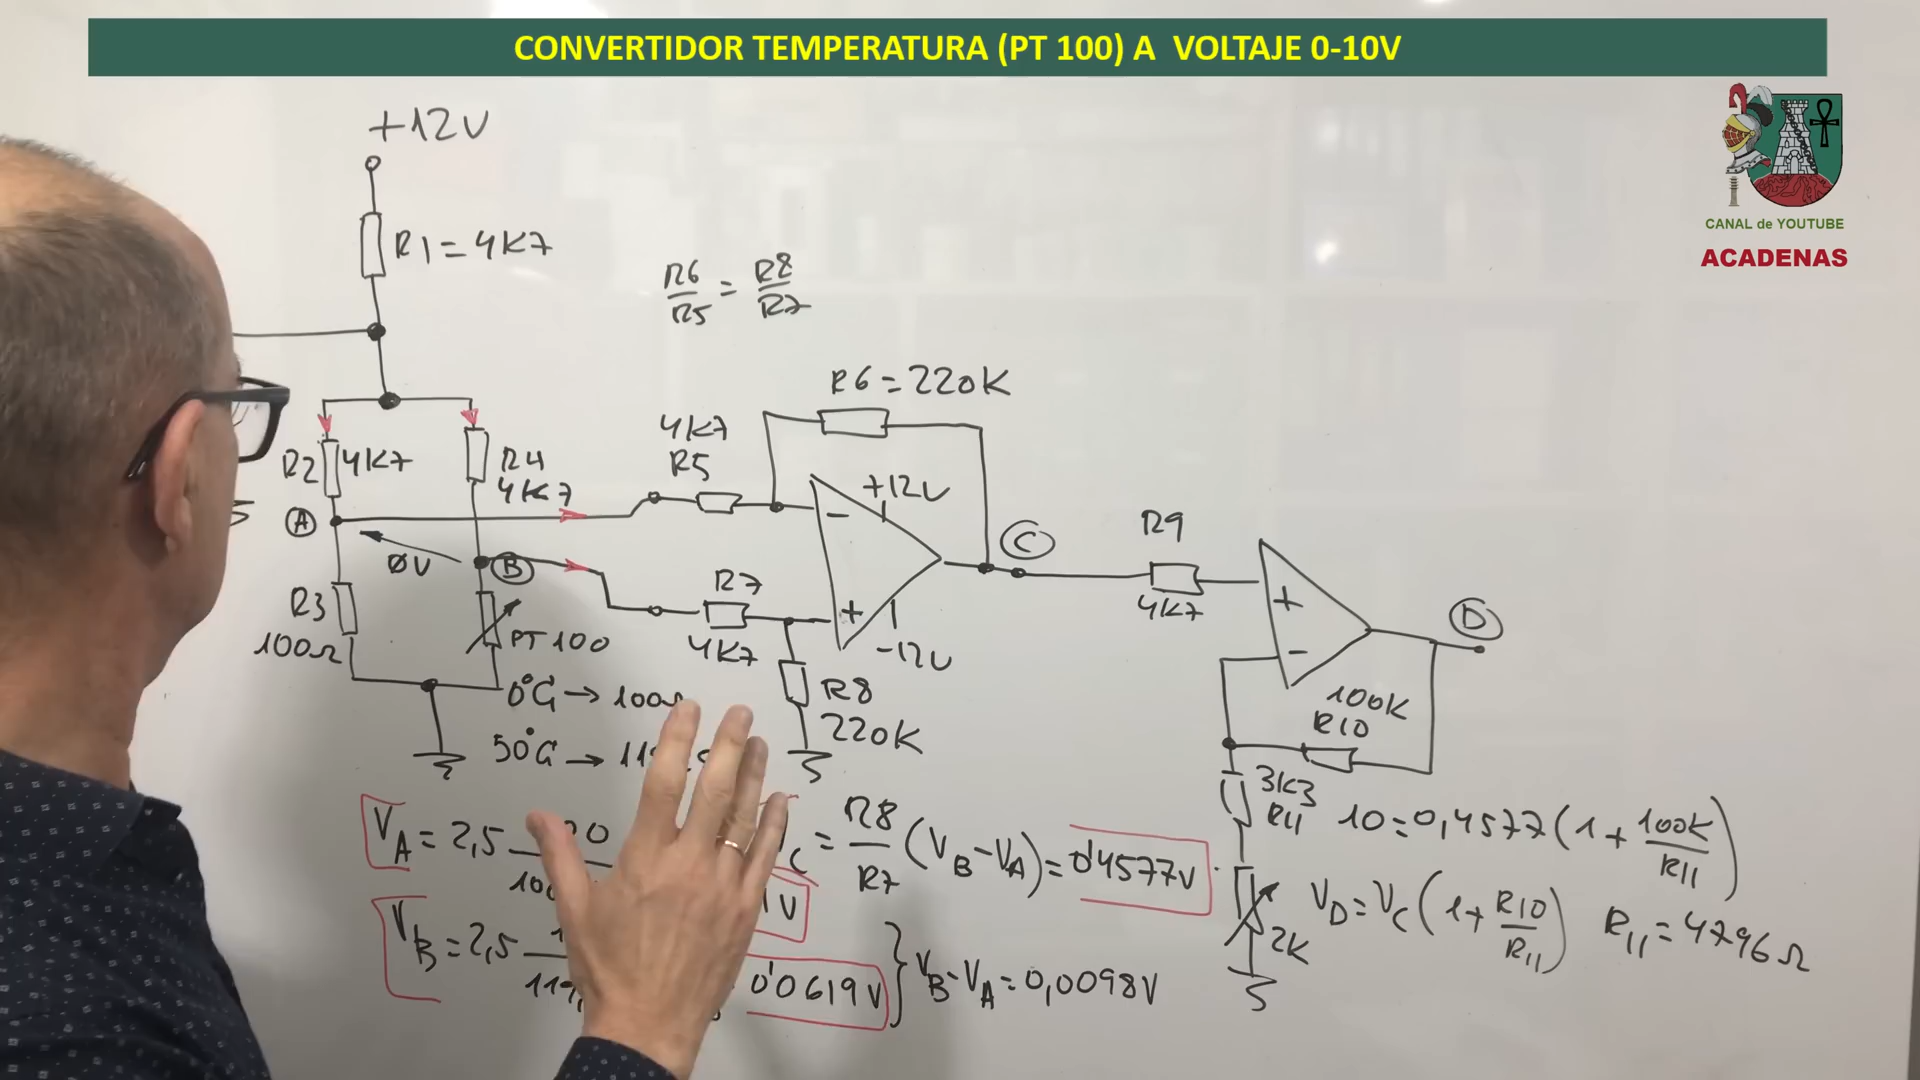 CONVERTIDOR TEMPERATURA (PT 100) A VOLTAJE 0-10V
CANAL de YOUTUBE
ACADENAS
+12V
R1=4K7
R6/R5 = R8/R7
R6=220K
4K7
R5
R2 4K7
R4
4K7
+12V
-
A
ØV
B
C
R9
4K7
+
-
D
R7
4K7
+
-12V
R3
100Ω
PT100
0°C→100Ω
R8
220K
50°C→11
100K
R10
3K3
R11
2K
VA=2,5
VB=2,5
0'0619V
C = R8/R7 (VB-VA)=0'4577V
VB-VA=0,0098V
10=0,4577(1+100K/R11)
VD=VC(1+R10/R11)
R11=4796Ω